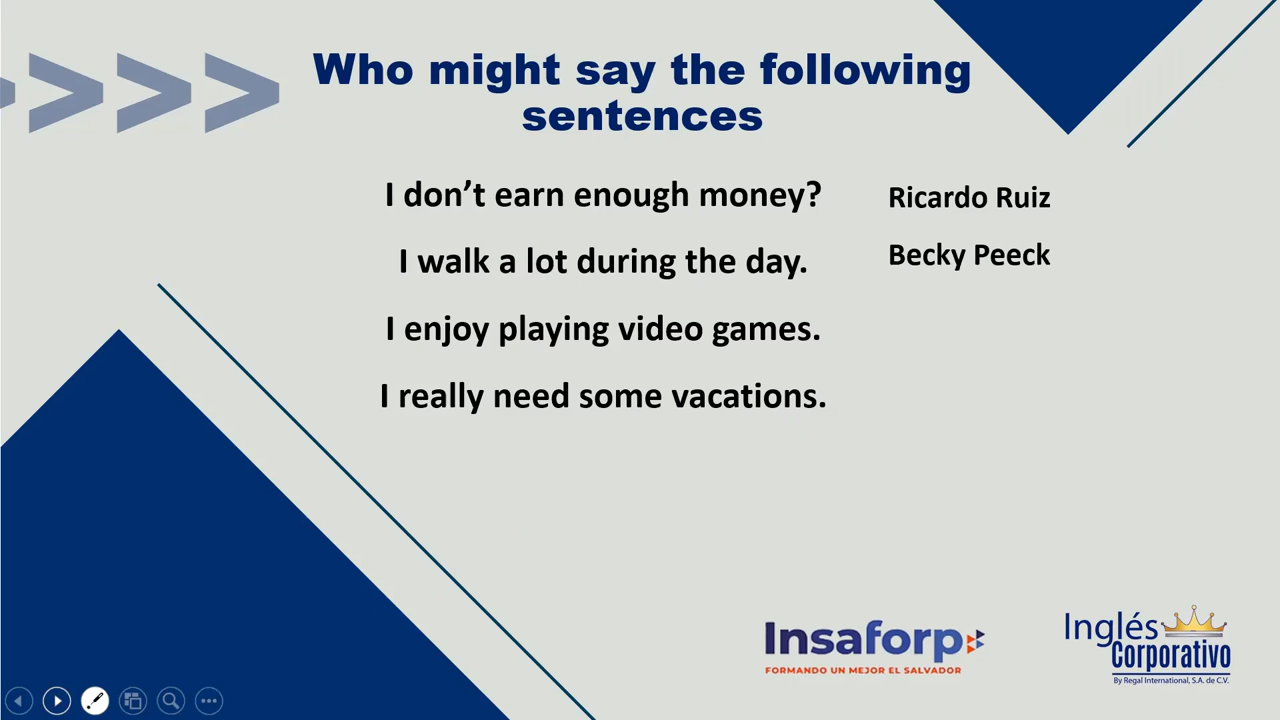 Who might say the following
sentences
I don’t earn enough money?
Ricardo Ruiz
I walk a lot during the day.
Becky Peeck
I enjoy playing video games.
I really need some vacations.
Insaforp
FORMANDO UN MEJOR EL SALVADOR
Inglés
Corporativo
By Regal International, S.A. de C.V.